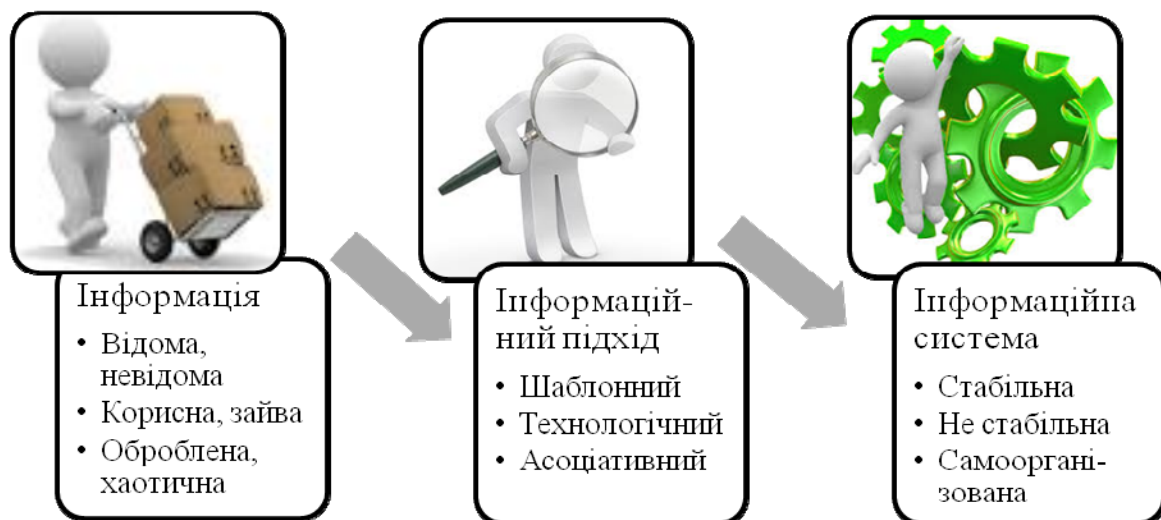 Інформація
• Відома,
невідома
• Корисна, зайва
• Оброблена,
хаотична
Інформацій-
ний підхід
• Шаблонний
• Технологічний
• Асоціативний
Інформаційна
система
• Стабільна
• Не стабільна
• Самооргані-
зована